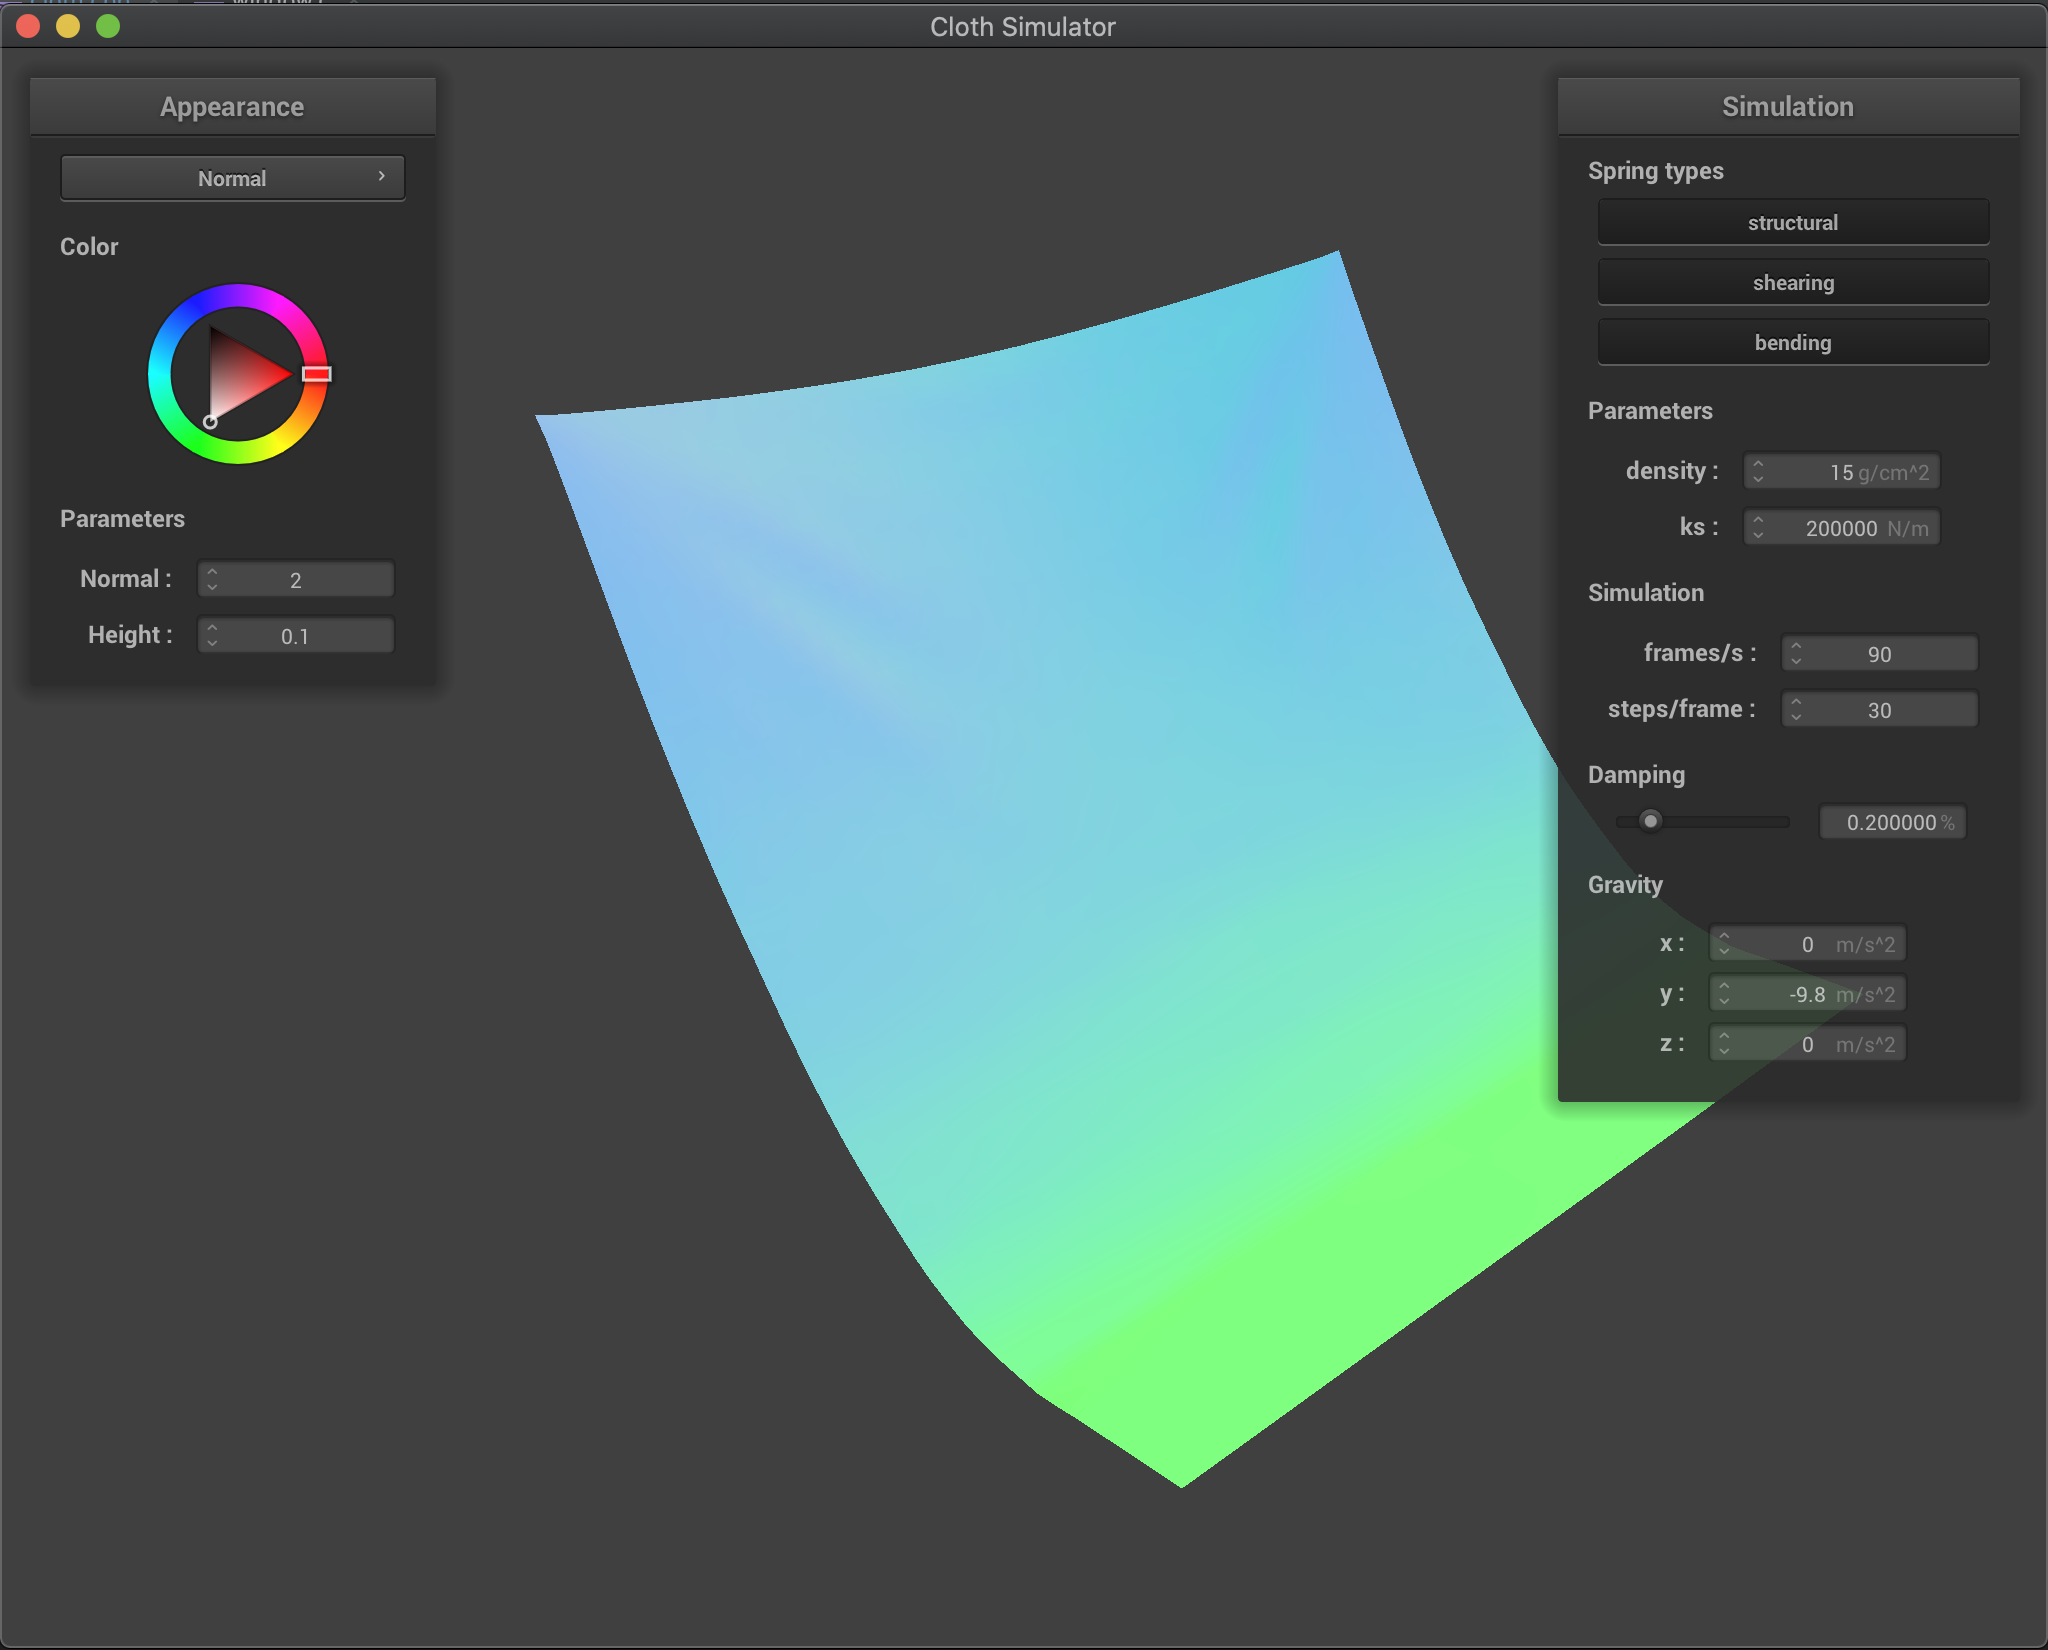 Cloth Simulator
Appearance
Normal
Color
Parameters
Normal :
2
Height :
0.1
Simulation
Spring types
structural
shearing
bending
Parameters
density :
15 g/cm^2
ks :
200000 N/m
Simulation
frames/s :
90
steps/frame :
30
Damping
0.200000 %
Gravity
x :
0 m/s^2
y :
-9.8 m/s^2
z :
0 m/s^2